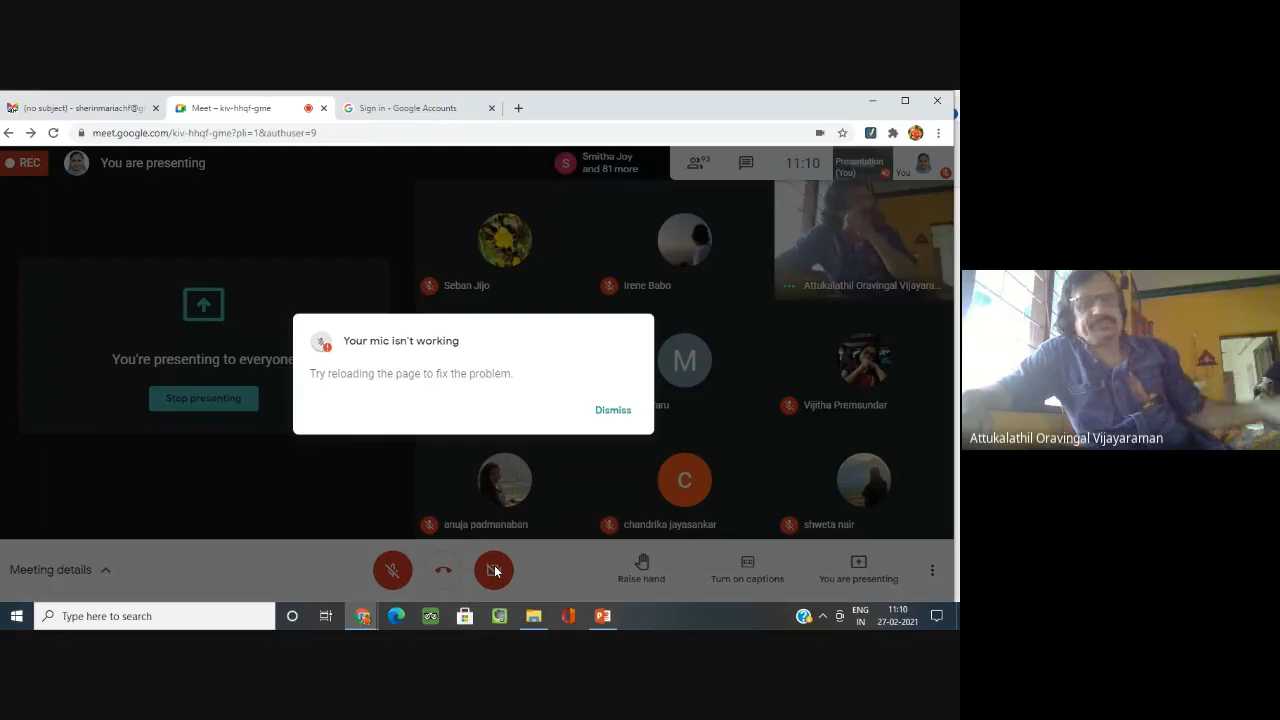 (no subject) - sherinmariachf@g
Meet – kiv-hhqf-gme
Sign in - Google Accounts
meet.google.com/kiv-hhqf-gme?pli=1&authuser=9
REC
You are presenting
S
Smitha Joy
and 81 more
93
11:10
Presentation
(You)
You
Seban Jijo
Irene Babo
Attukalathil Oravingal Vijayara...
You're presenting to everyone
Stop presenting
Your mic isn't working
Try reloading the page to fix the problem.
Dismiss
M
aru
Vijitha Premsundar
anuja padmanaban
C
chandrika jayasankar
shweta nair
Attukalathil Oravingal Vijayaraman
Meeting details
Raise hand
CC
Turn on captions
You are presenting
Type here to search
ENG
IN
11:10
27-02-2021